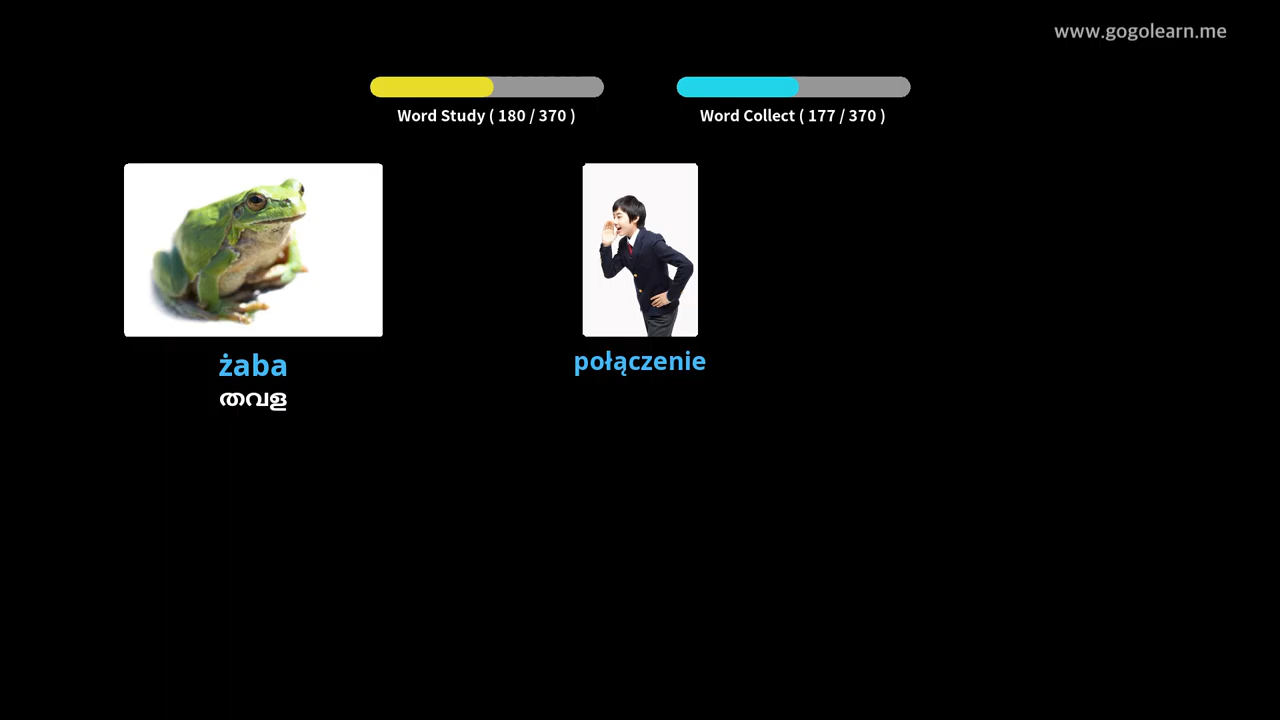 www.gogolearn.me
Word Study ( 180 / 370 )
Word Collect ( 177 / 370 )
żaba
തവള
połączenie